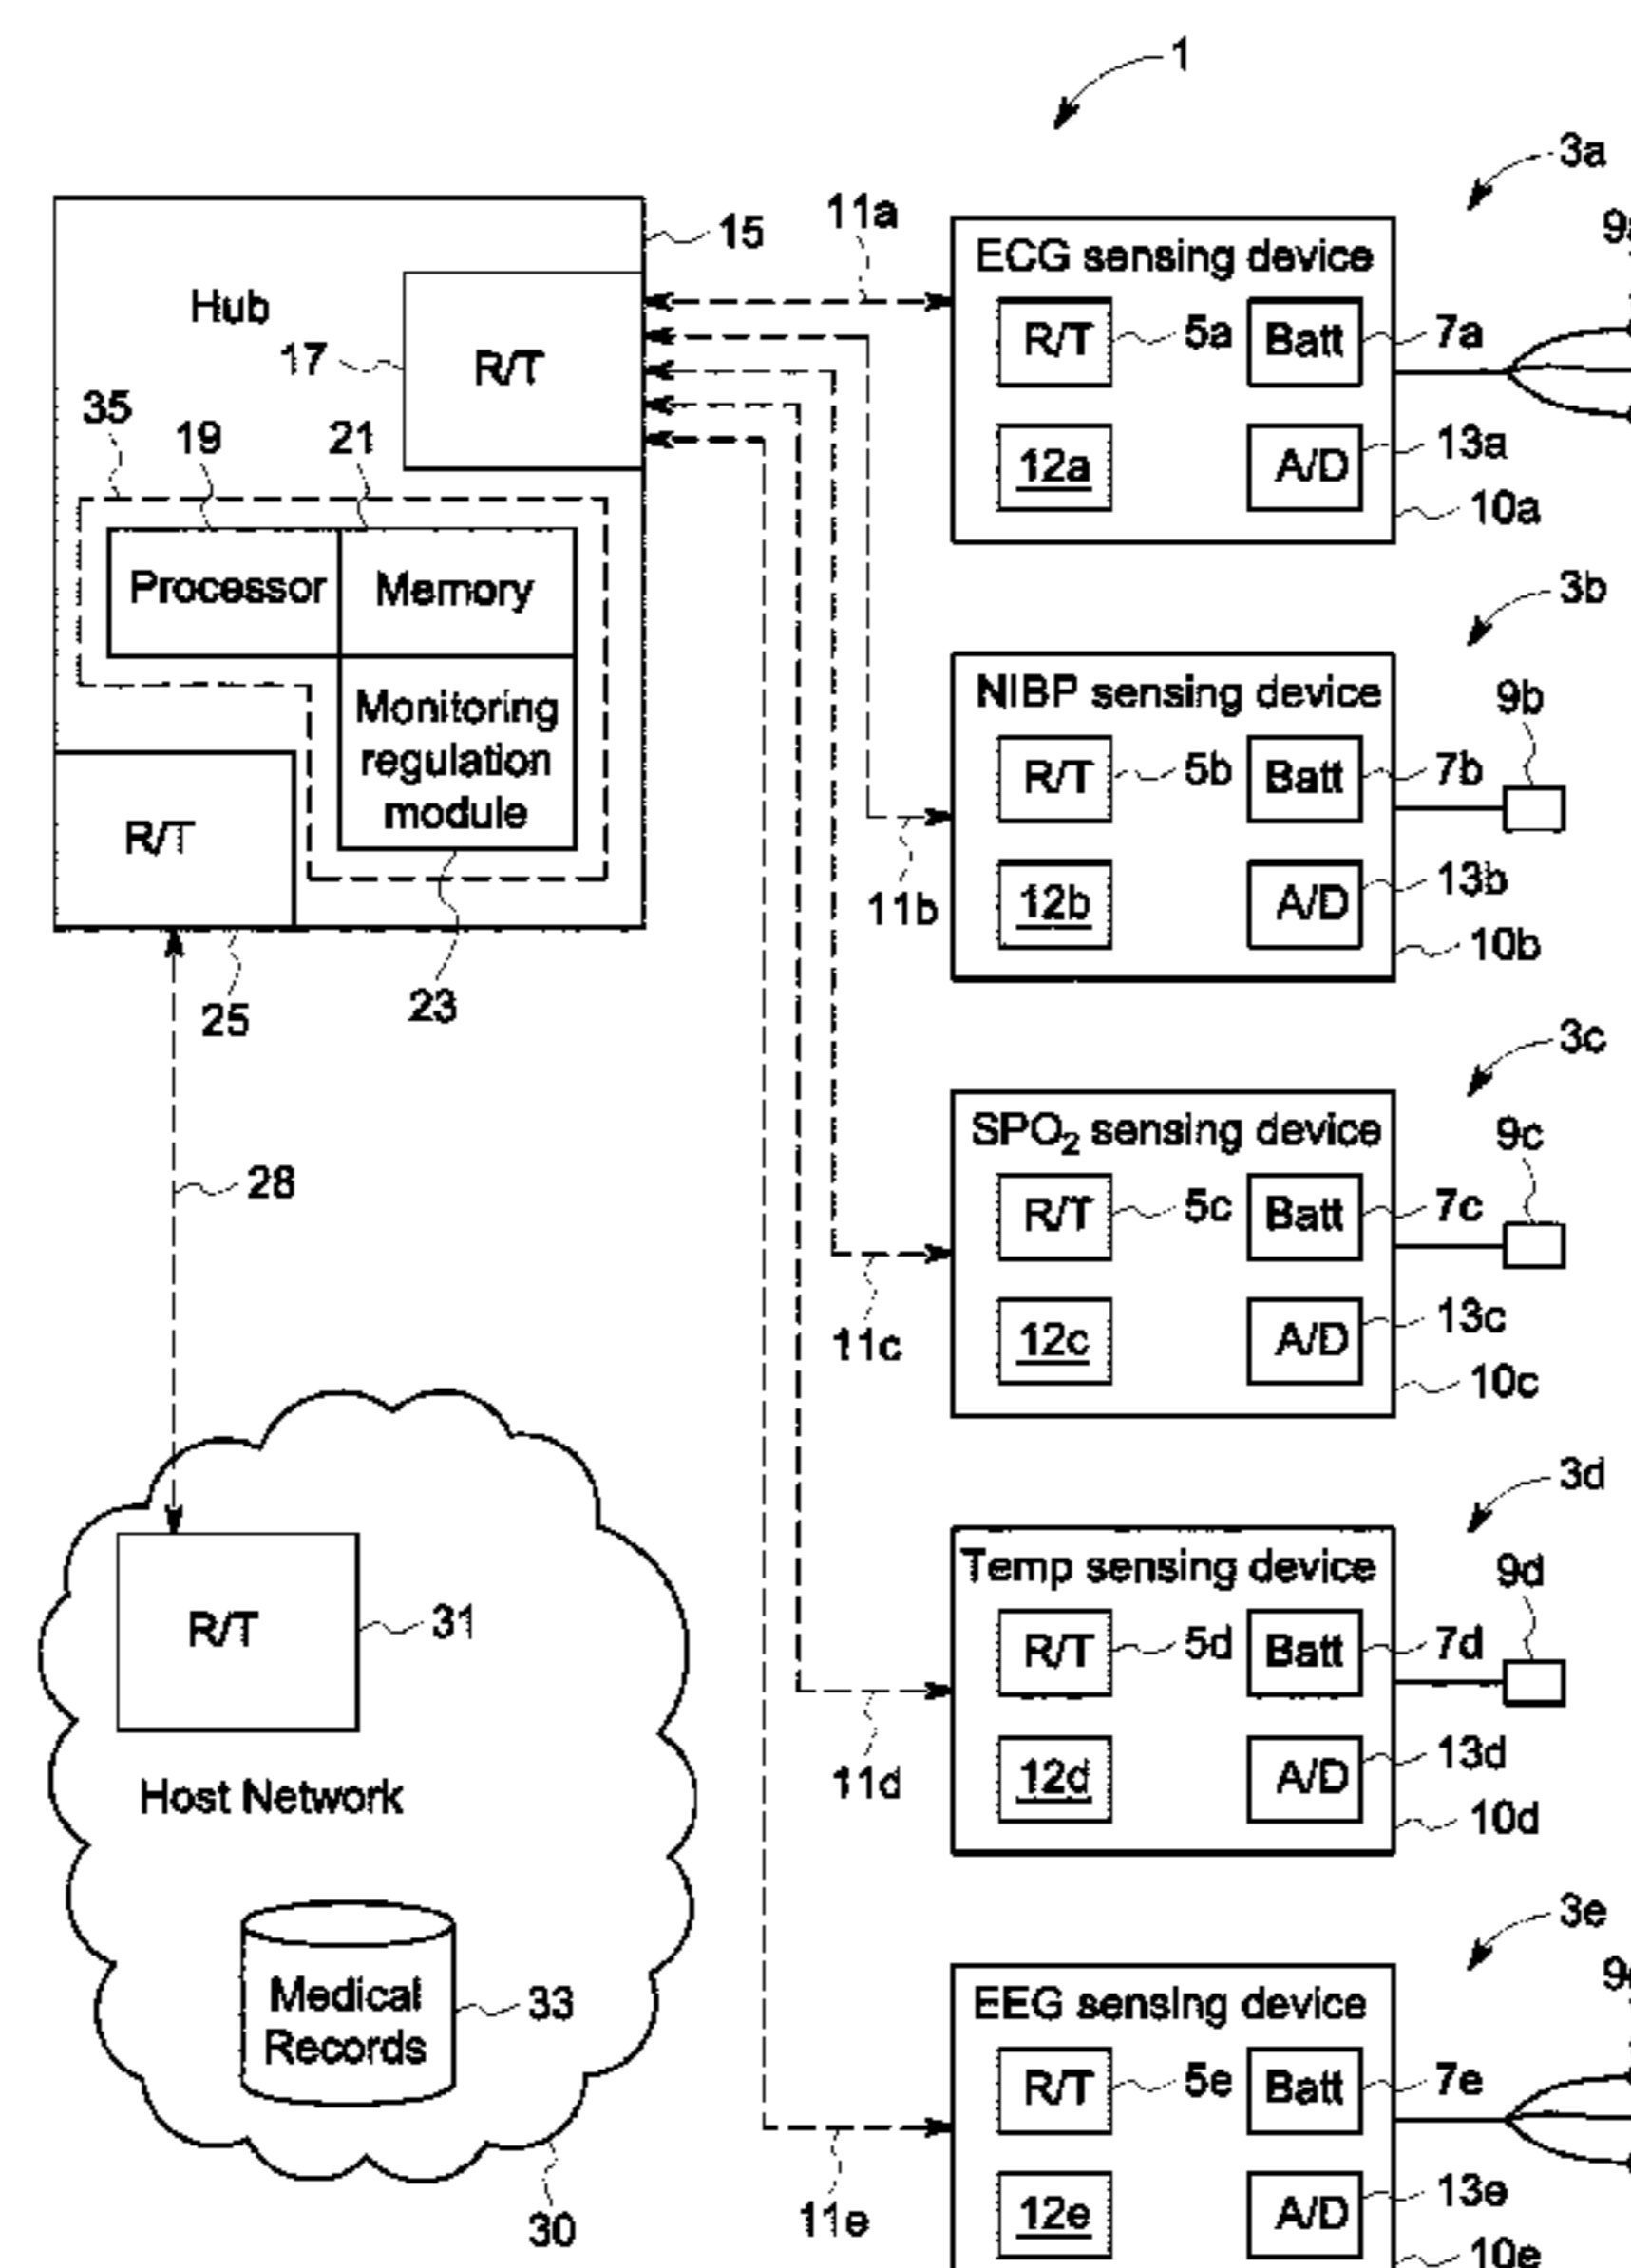 1
3a
15
11a
9a
ECG sensing device
Hub
17
R/T
R/T
5a
Batt
7a
35
19
21
12a
A/D
13a
10a
Processor
Memory
3b
Monitoring
regulation
module
NIBP sensing device
9b
R/T
R/T
5b
Batt
7b
11b
12b
A/D
13b
10b
25
23
3c
SPO₂ sensing device
9c
28
R/T
5c
Batt
7c
11c
12c
A/D
13c
10c
3d
Temp sensing device
9d
R/T
31
R/T
5d
Batt
7d
Host Network
11d
12d
A/D
13d
10d
3e
EEG sensing device
Medical
Records
33
R/T
5e
Batt
7e
30
11e
12e
A/D
13e
10e